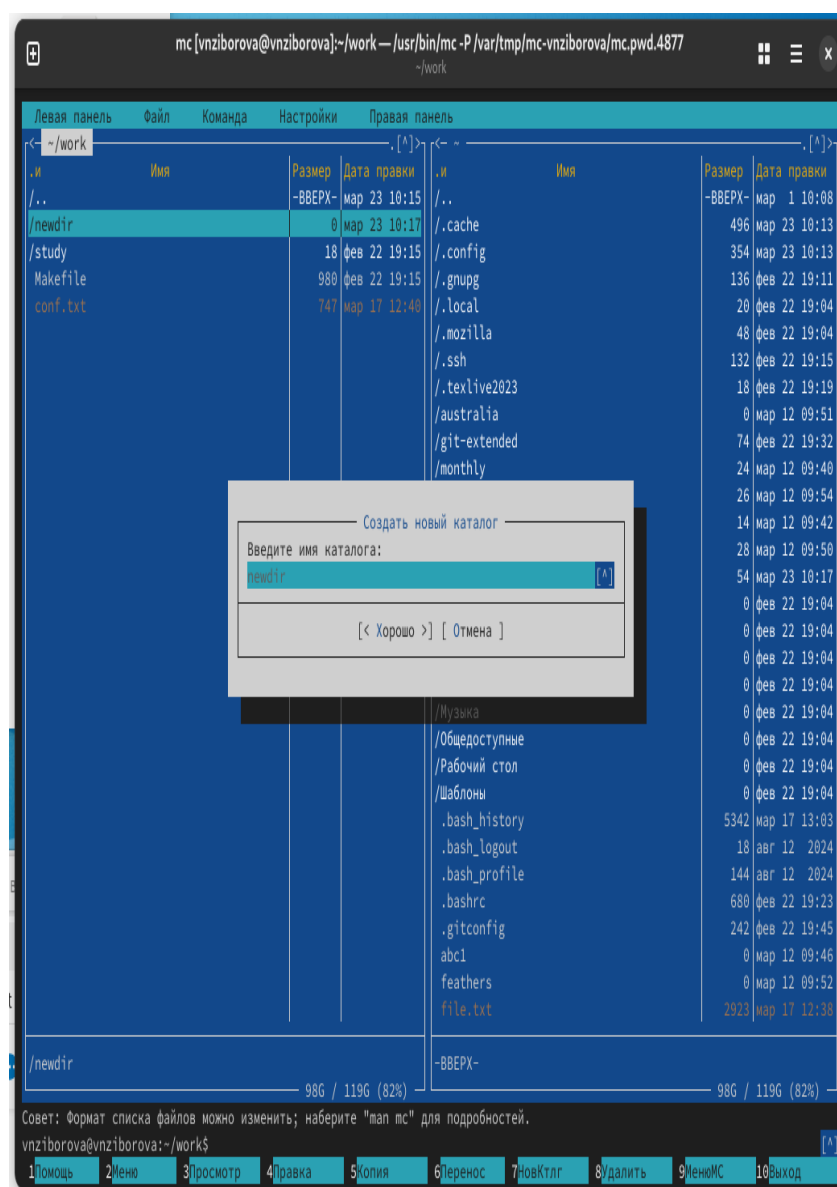 mc [vnziborova@vnziborova]:~/work — /usr/bin/mc -P /var/tmp/mc-vnziborova/mc.pwd.4877
~/work
Левая панель Файл Команда Настройки Правая панель
<- ~/work .[^]> <- ~ .[^]>
.и Имя Размер Дата правки .и Имя Размер Дата правки
/.. -ВВЕРХ- мар 23 10:15 /.. -ВВЕРХ- мар 1 10:08
/newdir 0 мар 23 10:17 /.cache 496 мар 23 10:13
/study 18 фев 22 19:15 /.config 354 мар 23 10:13
Makefile 980 фев 22 19:15 /.gnupg 136 фев 22 19:11
conf.txt 747 мар 17 12:40 /.local 20 фев 22 19:04
/.mozilla 48 фев 22 19:04
/.ssh 132 фев 22 19:15
/.texlive2023 18 фев 22 19:19
/australia 0 мар 12 09:51
/git-extended 74 фев 22 19:32
/monthly 24 мар 12 09:40
26 мар 12 09:54
Создать новый каталог 14 мар 12 09:42
Введите имя каталога: 28 мар 12 09:50
newdir [^] 54 мар 23 10:17
0 фев 22 19:04
[< Хорошо >] [ Отмена ] 0 фев 22 19:04
0 фев 22 19:04
0 фев 22 19:04
/Музыка 0 фев 22 19:04
/Общедоступные 0 фев 22 19:04
/Рабочий стол 0 фев 22 19:04
/Шаблоны 0 фев 22 19:04
.bash_history 5342 мар 17 13:03
.bash_logout 18 авг 12 2024
.bash_profile 144 авг 12 2024
.bashrc 680 фев 22 19:23
.gitconfig 242 фев 22 19:45
abc1 0 мар 12 09:46
feathers 0 мар 12 09:52
file.txt 2923 мар 17 12:38
/newdir -ВВЕРХ-
98G / 119G (82%) 98G / 119G (82%)
Совет: Формат списка файлов можно изменить; наберите "man mc" для подробностей.
vnziborova@vnziborova:~/work$ [^]
1Помощь 2Меню 3Просмотр 4Правка 5Копия 6Перенос 7НовКтлг 8Удалить 9МенюМС 10Выход